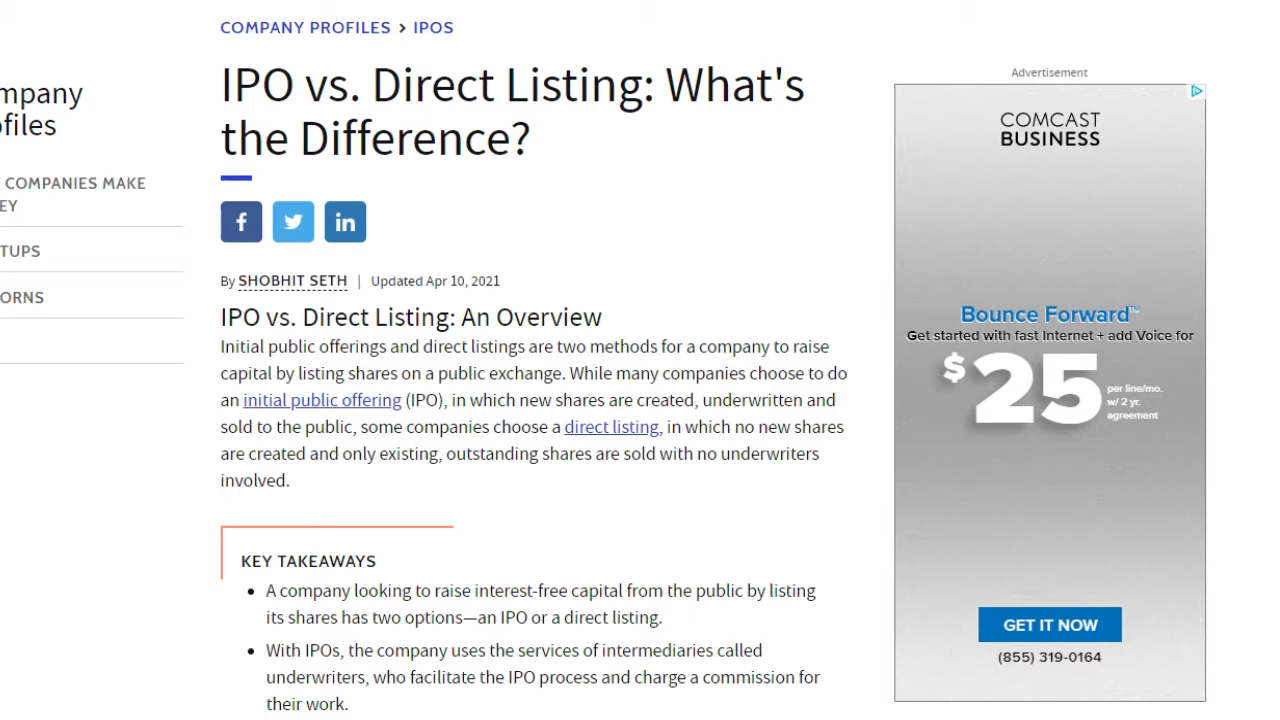 COMPANY PROFILES > IPOS
IPO vs. Direct Listing: What's
the Difference?
mpany
ofiles
COMPANIES MAKE
EY
TUPS
ORNS
f
in
By SHOBHIT SETH | Updated Apr 10, 2021
IPO vs. Direct Listing: An Overview
Initial public offerings and direct listings are two methods for a company to raise
capital by listing shares on a public exchange. While many companies choose to do
an initial public offering (IPO), in which new shares are created, underwritten and
sold to the public, some companies choose a direct listing, in which no new shares
are created and only existing, outstanding shares are sold with no underwriters
involved.
KEY TAKEAWAYS
• A company looking to raise interest-free capital from the public by listing
its shares has two options—an IPO or a direct listing.
• With IPOs, the company uses the services of intermediaries called
underwriters, who facilitate the IPO process and charge a commission for
their work.
Advertisement
COMCAST
BUSINESS
Bounce Forward™
Get started with fast Internet + add Voice for
$25
per line/mo.
w/ 2 yr.
agreement
GET IT NOW
(855) 319-0164